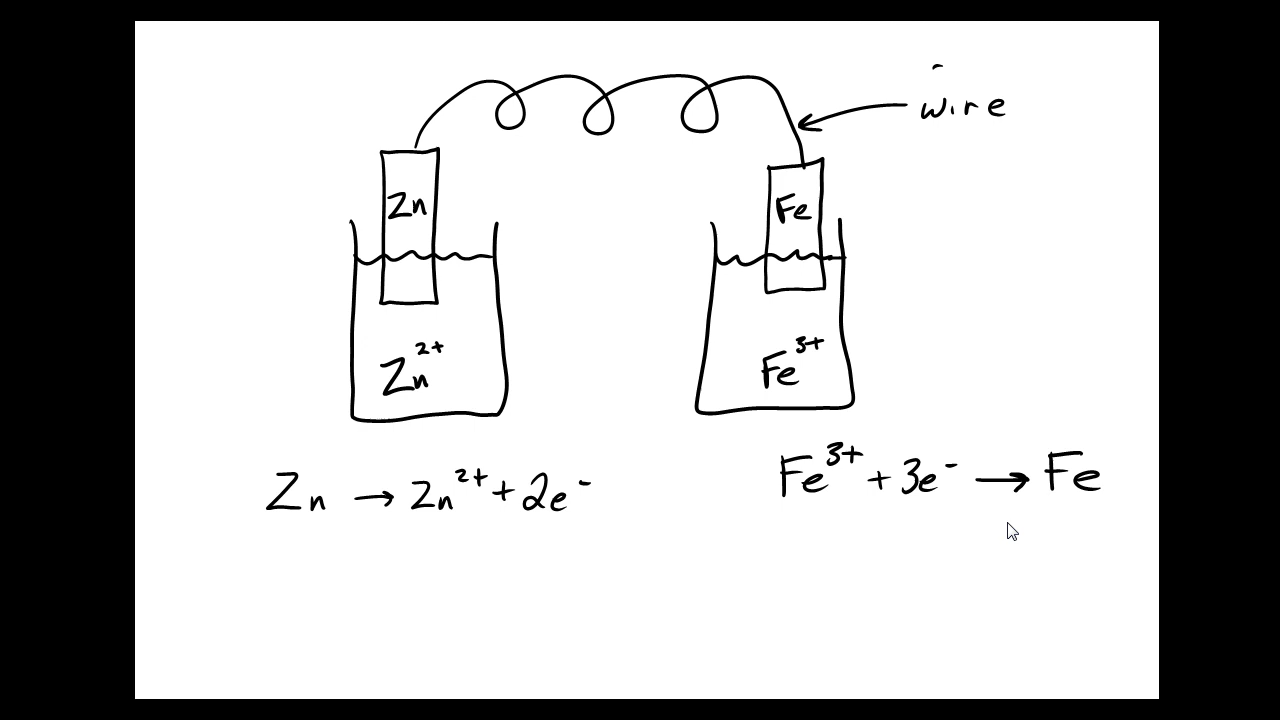 wire
Zn
Fe
Zn²⁺
Fe³⁺
Zn → Zn²⁺ + 2e⁻
Fe³⁺ + 3e⁻ → Fe